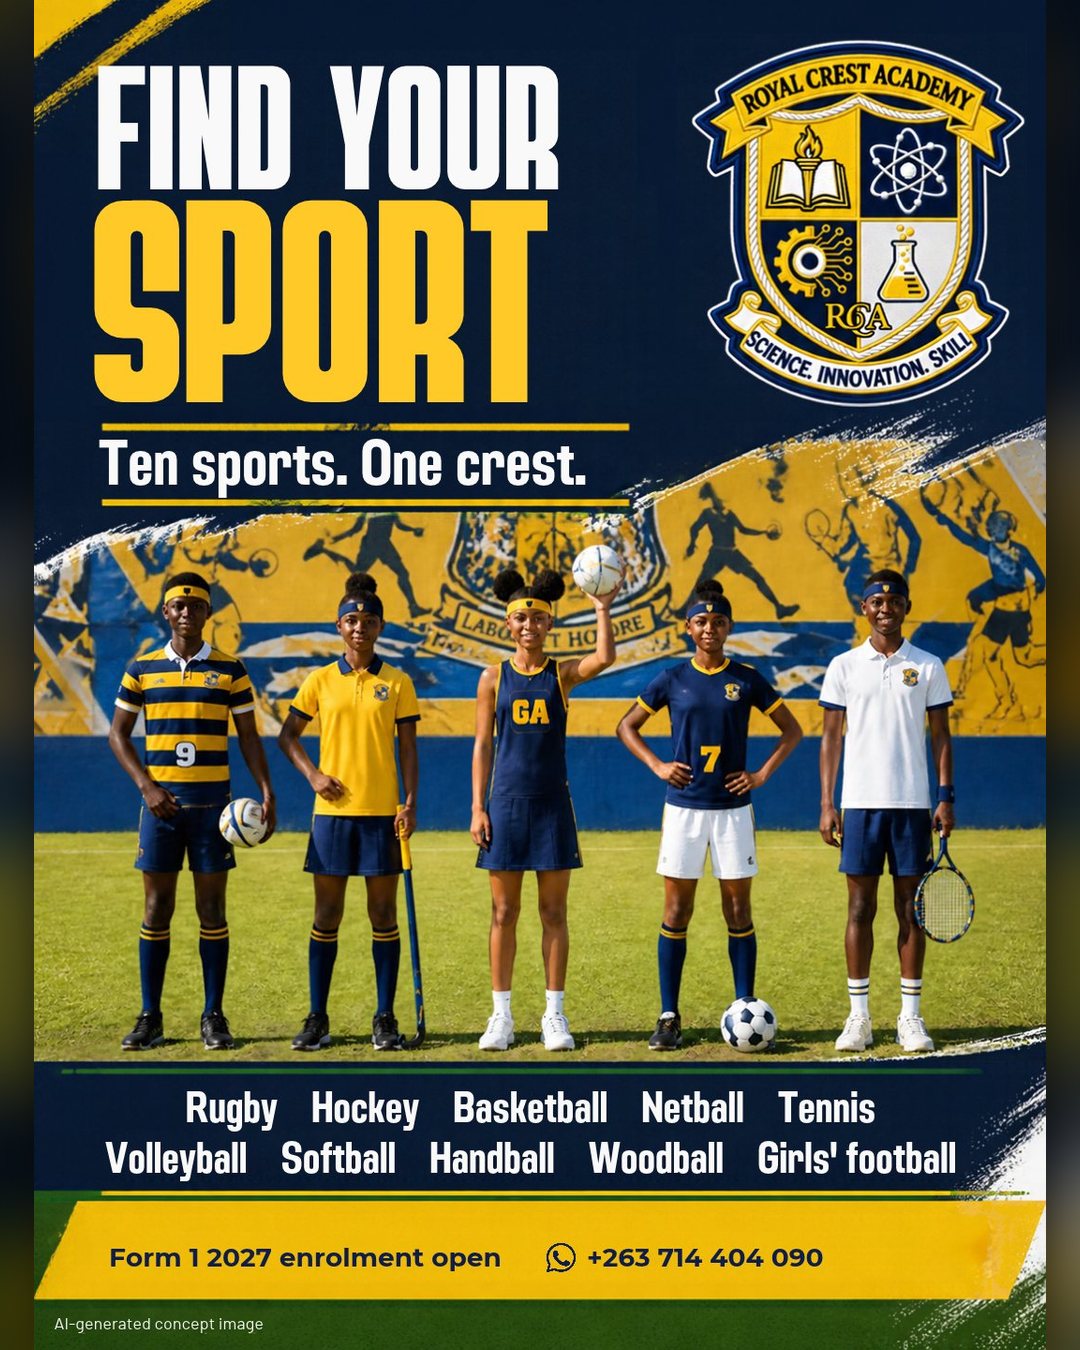 FIND YOUR
SPORT
Ten sports. One crest.
ROYAL CREST ACADEMY
RCA
SCIENCE. INNOVATION. SKILL
9
GA
7
Rugby Hockey Basketball Netball Tennis
Volleyball Softball Handball Woodball Girls' football
Form 1 2027 enrolment open +263 714 404 090
AI-generated concept image